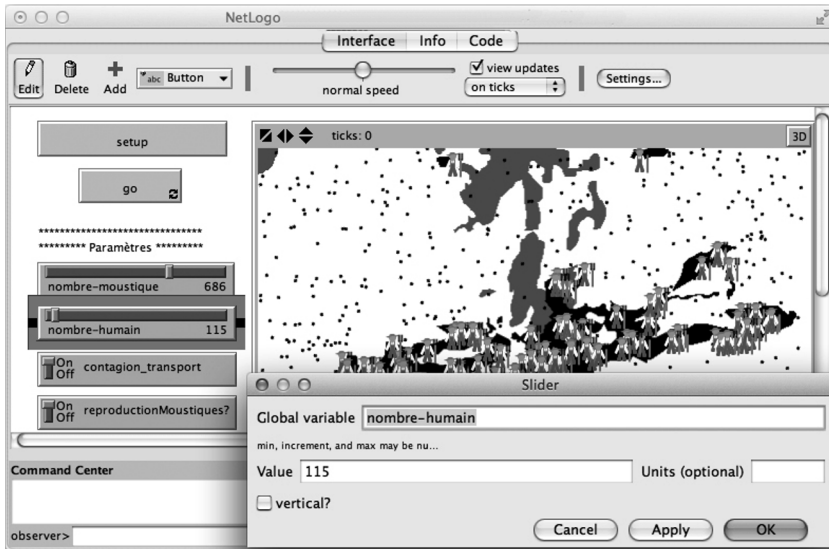 NetLogo
Interface Info Code
Edit Delete Add abc Button normal speed view updates on ticks Settings...
setup
ticks: 0 3D
go
******************************
********* Paramètres *********
nombre-moustique 686
nombre-humain 115
On Off contagion_transport
On Off reproductionMoustiques?
Slider
Global variable nombre-humain
min, increment, and max may be nu...
Value 115 Units (optional)
vertical?
Cancel Apply OK
Command Center
observer>